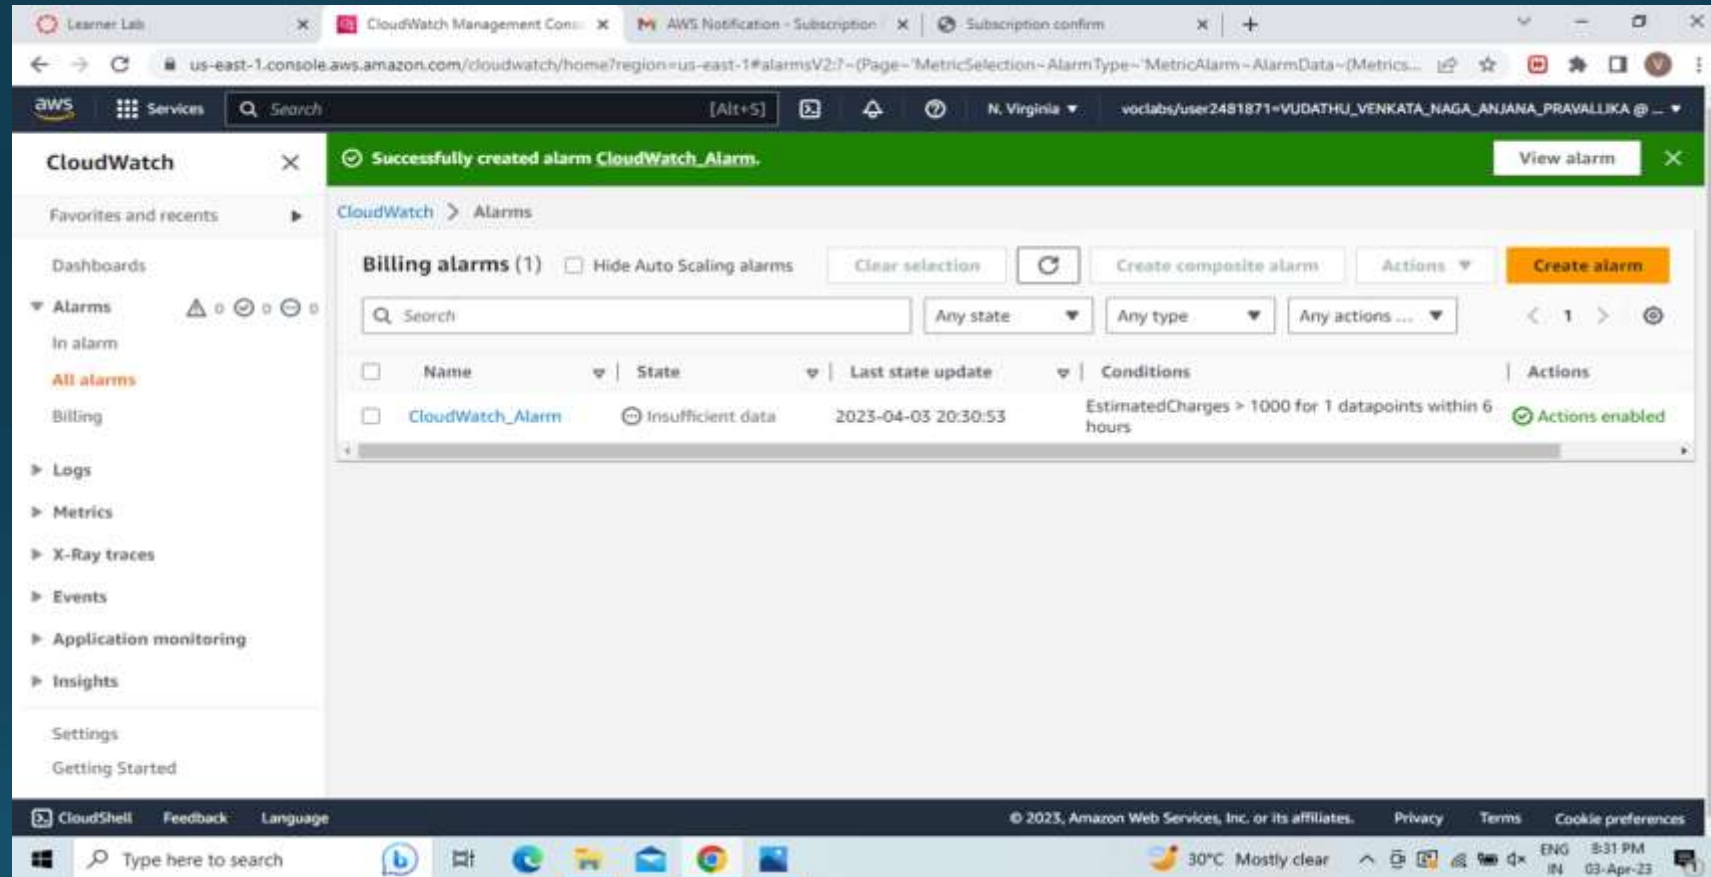 Learner Lab
CloudWatch Management Cons
AWS Notification - Subscription
Subscription confirm
us-east-1.console.aws.amazon.com/cloudwatch/home?region=us-east-1#alarmsV2:?~(Page~'MetricSelection~AlarmType~'MetricAlarm~AlarmData~(Metrics...
aws Services Search [Alt+S] N. Virginia voclabs/user2481871=VUDATHU_VENKATA_NAGA_ANJANA_PRAVALLIKA @ ...
CloudWatch
Successfully created alarm CloudWatch_Alarm. View alarm
Favorites and recents
CloudWatch > Alarms
Dashboards
Billing alarms (1) Hide Auto Scaling alarms Clear selection Create composite alarm Actions Create alarm
Alarms 0 0 0
Search Any state Any type Any actions ... 1
In alarm
All alarms
Billing
Name State Last state update Conditions Actions
CloudWatch_Alarm Insufficient data 2023-04-03 20:30:53 EstimatedCharges > 1000 for 1 datapoints within 6
hours Actions enabled
Logs
Metrics
X-Ray traces
Events
Application monitoring
Insights
Settings
Getting Started
CloudShell Feedback Language © 2023, Amazon Web Services, Inc. or its affiliates. Privacy Terms Cookie preferences
Type here to search 30°C Mostly clear ENG 8:31 PM
IN 03-Apr-23